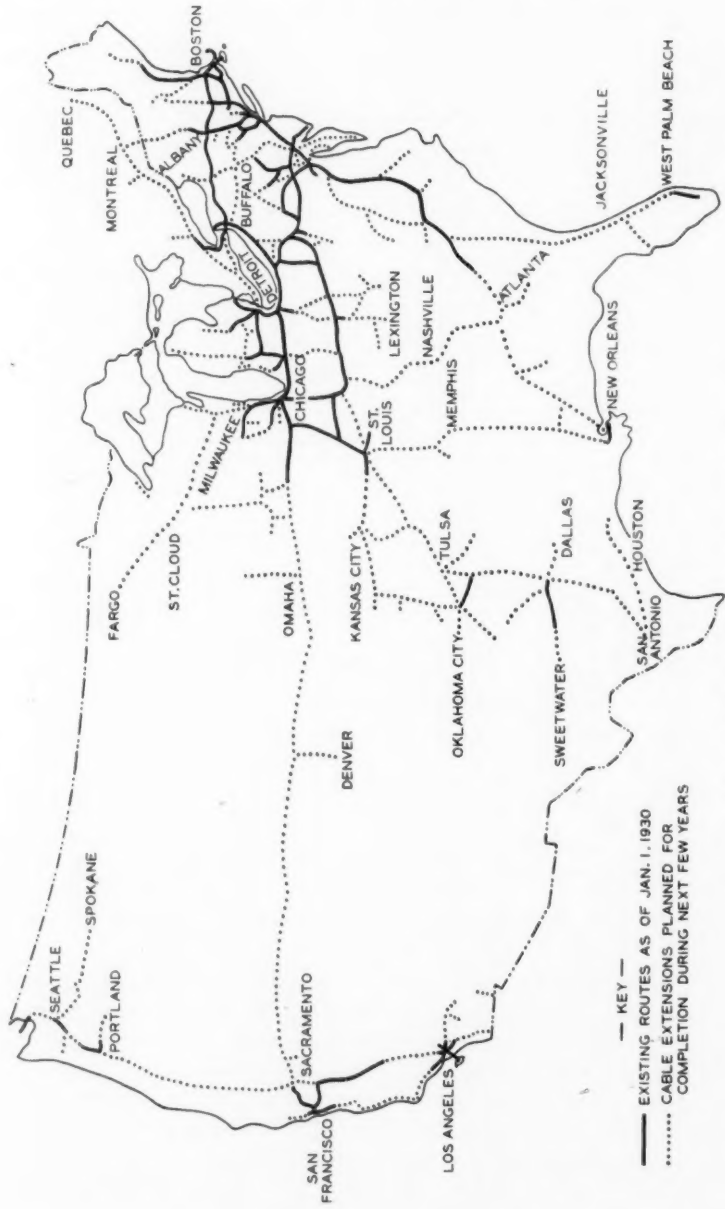 SEATTLE
SPOKANE
PORTLAND
SACRAMENTO
SAN
FRANCISCO
LOS ANGELES
FARGO
ST. CLOUD
OMAHA
DENVER
KANSAS CITY
TULSA
OKLAHOMA CITY
DALLAS
SWEETWATER
HOUSTON
SAN
ANTONIO
MILWAUKEE
CHICAGO
ST.
LOUIS
MEMPHIS
NEW ORLEANS
DETROIT
LEXINGTON
NASHVILLE
ATLANTA
QUEBEC
MONTREAL
ALBANY
BUFFALO
BOSTON
JACKSONVILLE
WEST PALM BEACH
— KEY —
EXISTING ROUTES AS OF JAN. 1, 1930
CABLE EXTENSIONS PLANNED FOR
COMPLETION DURING NEXT FEW YEARS